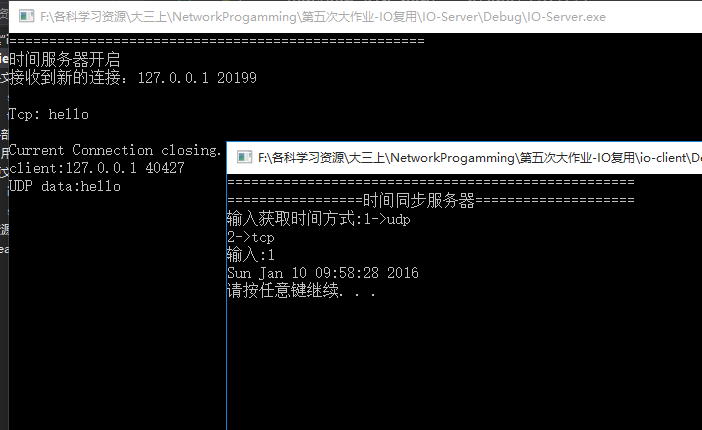 F:\各科学习资源\大三上\NetworkProgamming\第五次大作业-IO复用\IO-Server\Debug\IO-Server.exe
====================================================
时间服务器开启
接收到新的连接：127.0.0.1 20199
Tcp: hello
Current Connection closing.
client:127.0.0.1 40427
UDP data:hello
F:\各科学习资源\大三上\NetworkProgamming\第五次大作业-IO复用\io-client\De
===================================================
=================时间同步服务器====================
输入获取时间方式:1->udp
2->tcp
输入:1
Sun Jan 10 09:58:28 2016
请按任意键继续. . .